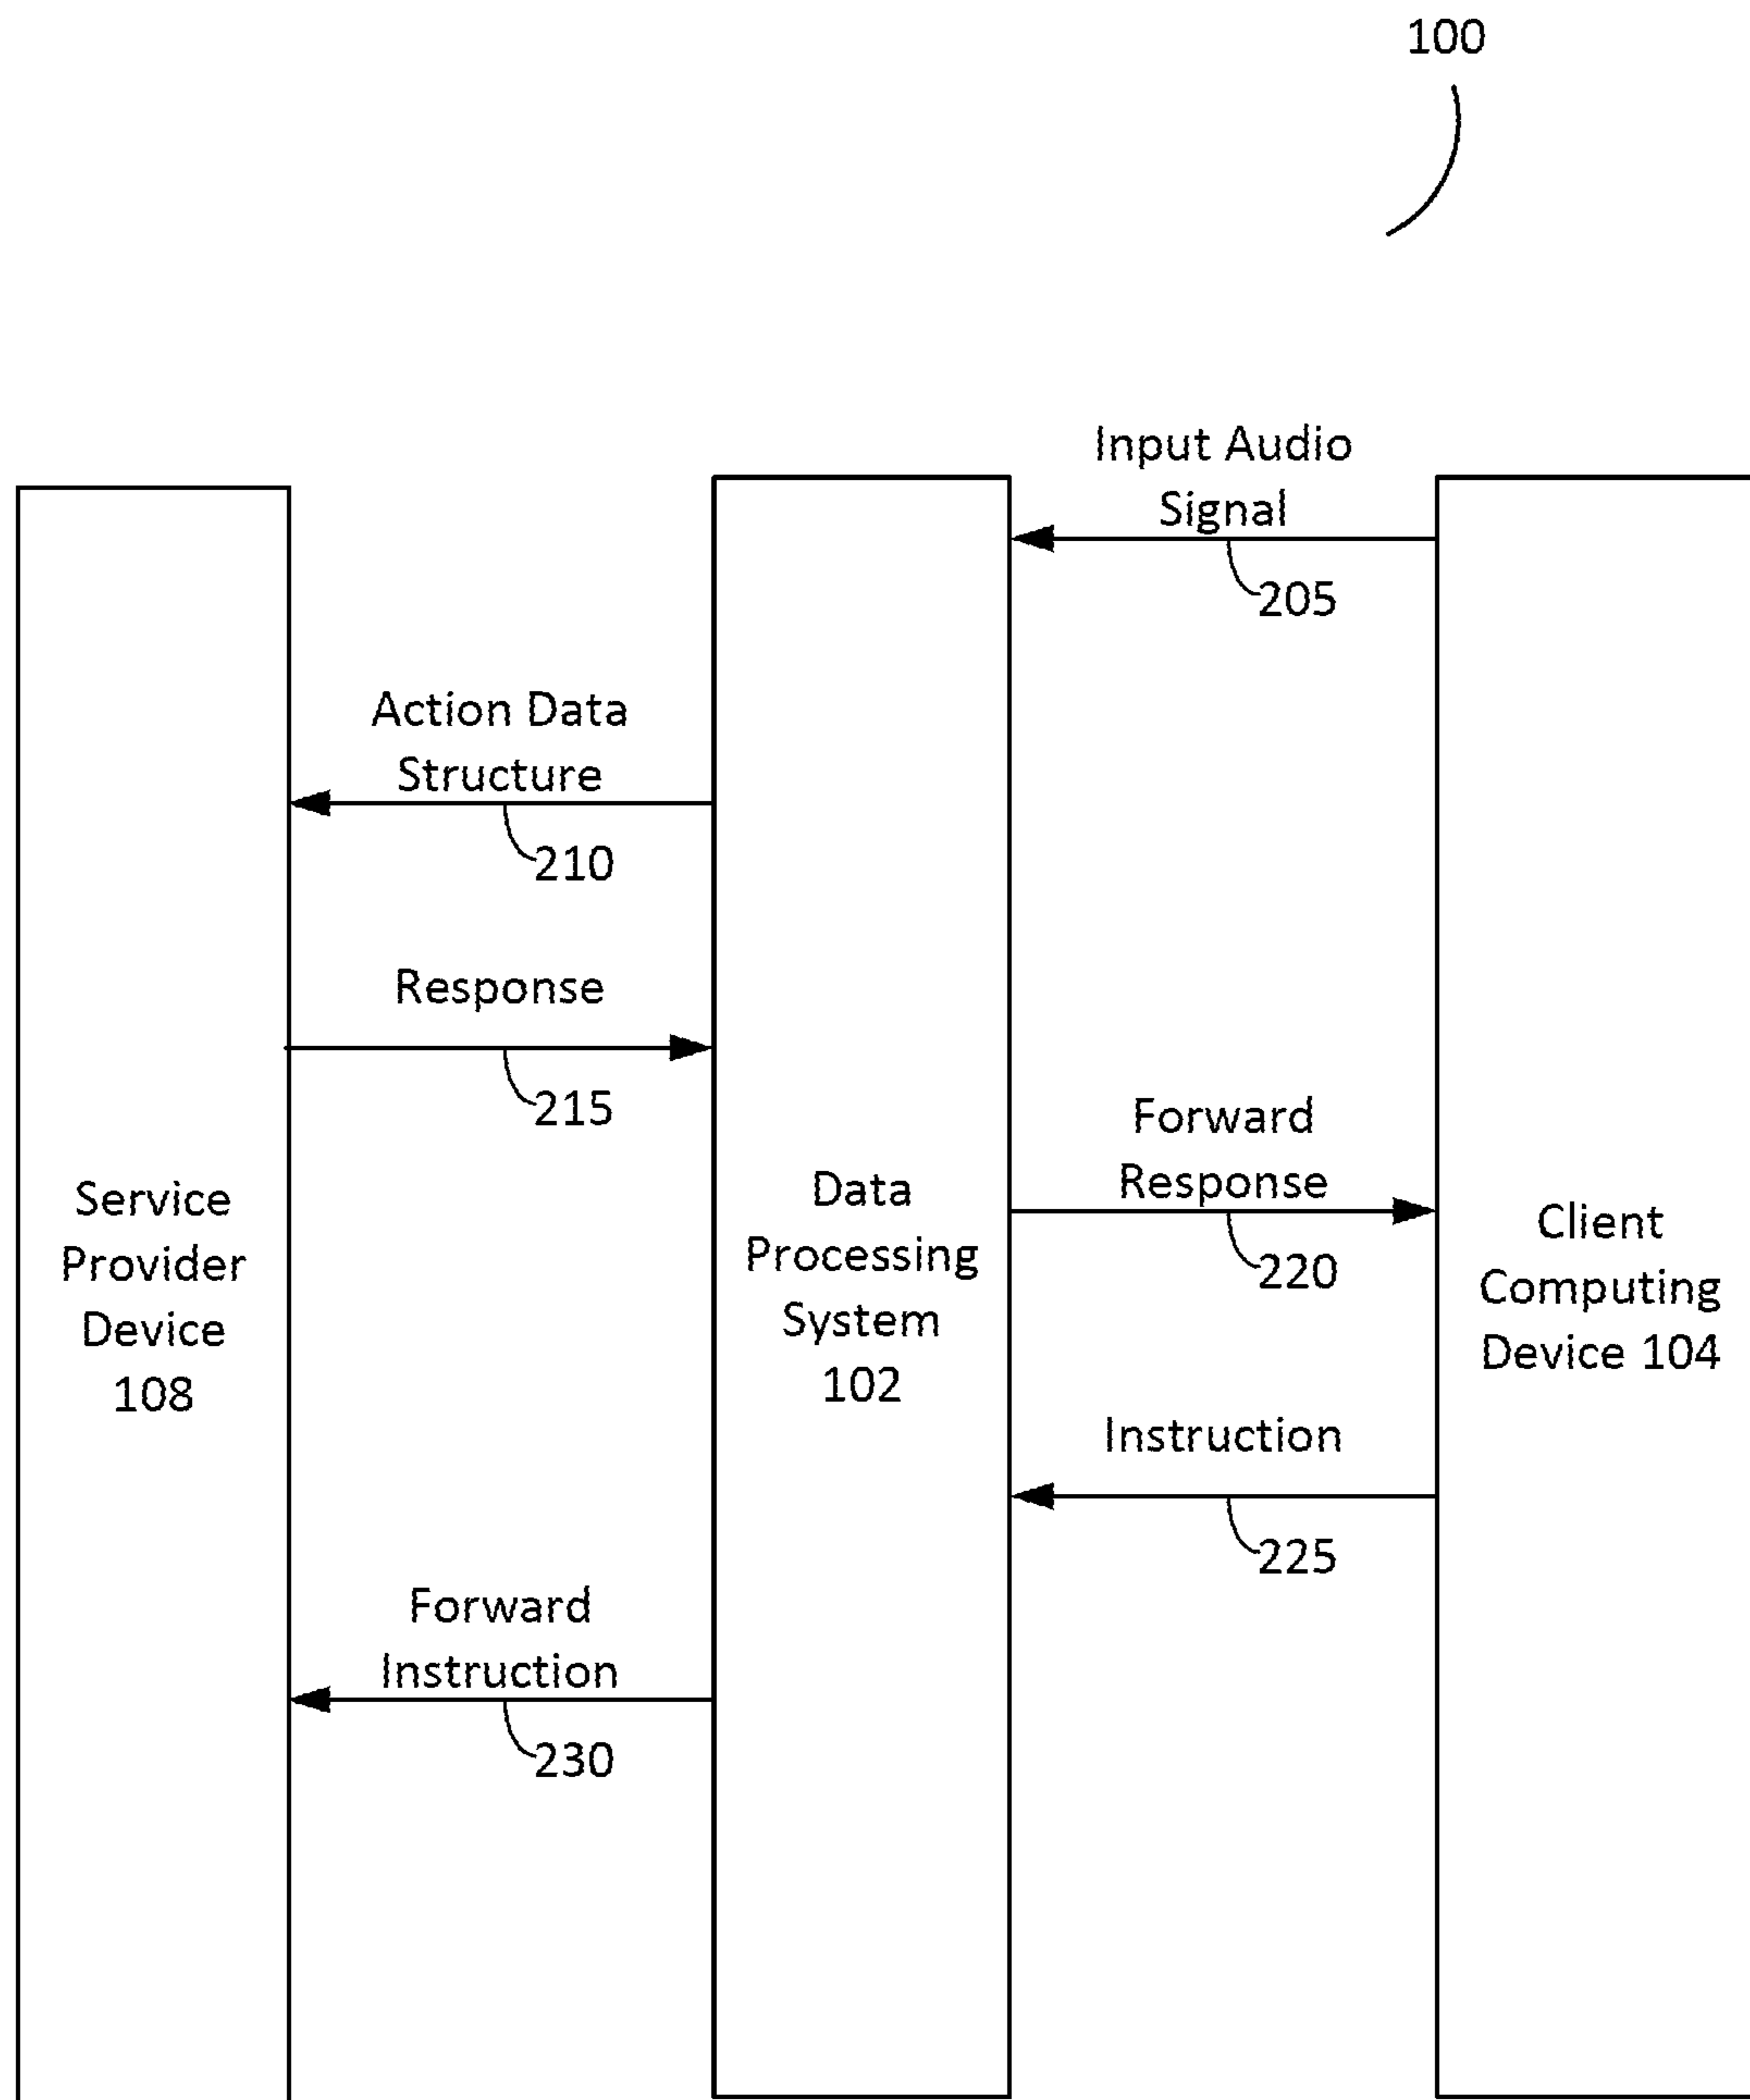 100
Input Audio
Signal
205
Action Data
Structure
210
Response
215
Forward
Response
220
Service
Provider
Device
108
Data
Processing
System
102
Client
Computing
Device 104
Instruction
225
Forward
Instruction
230